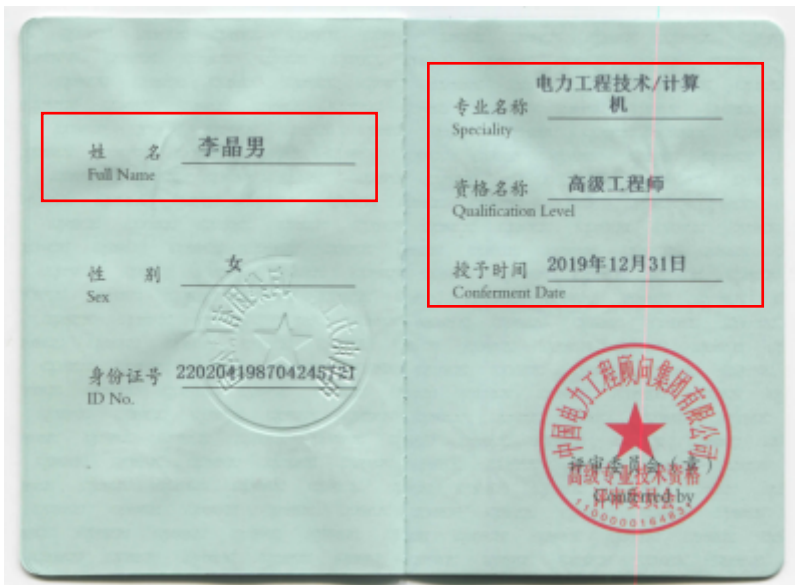 姓 名 李晶男
Full Name
性 别 女
Sex
身份证号 220204198704245721
ID No.
电力工程技术/计算
专业名称 机
Speciality
资格名称 高级工程师
Qualification Level
授予时间 2019年12月31日
Conferment Date
中国电力工程顾问集团有限公司
评审委员会(章)
高级专业技术资格
评审委员会
Conferred by